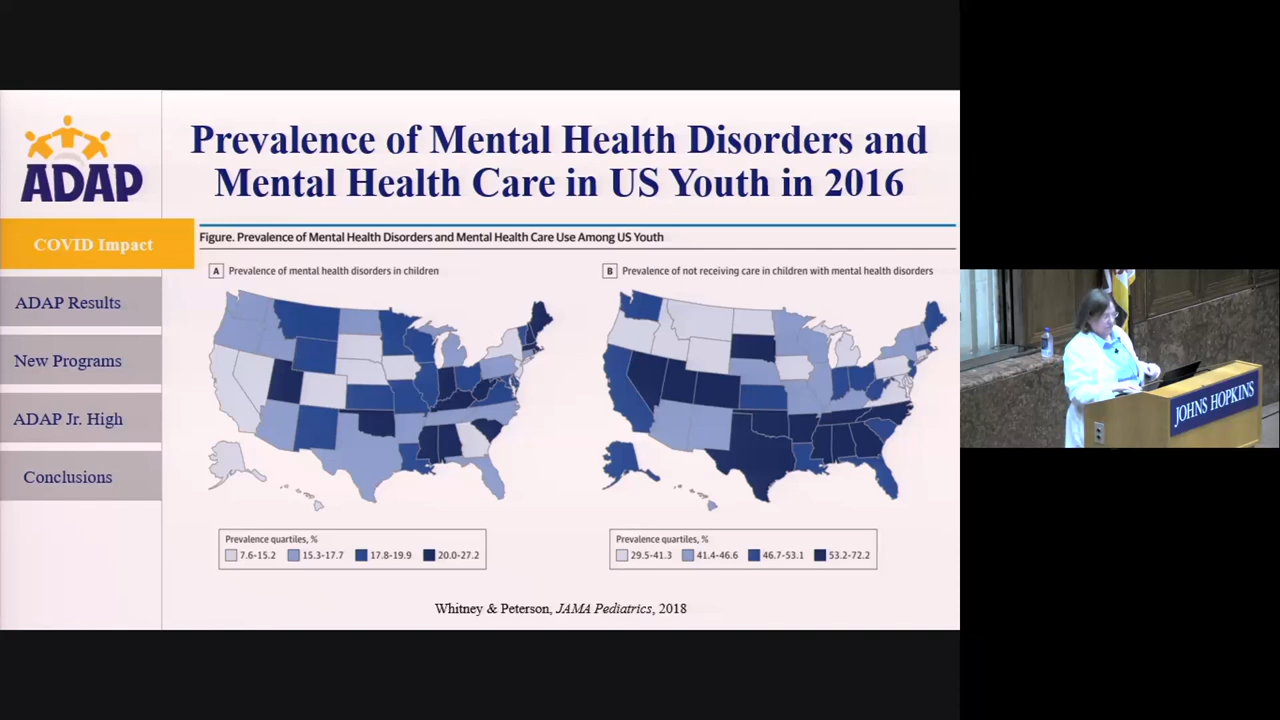 Prevalence of Mental Health Disorders and
Mental Health Care in US Youth in 2016
ADAP
COVID Impact
ADAP Results
New Programs
ADAP Jr. High
Conclusions
Figure. Prevalence of Mental Health Disorders and Mental Health Care Use Among US Youth
A Prevalence of mental health disorders in children
Prevalence quartiles, %
7.6-15.2 15.3-17.7 17.8-19.9 20.0-27.2
B Prevalence of not receiving care in children with mental health disorders
Prevalence quartiles, %
29.5-41.3 41.4-46.6 46.7-53.1 53.2-72.2
Whitney & Peterson, JAMA Pediatrics, 2018
JOHNS HOPKINS